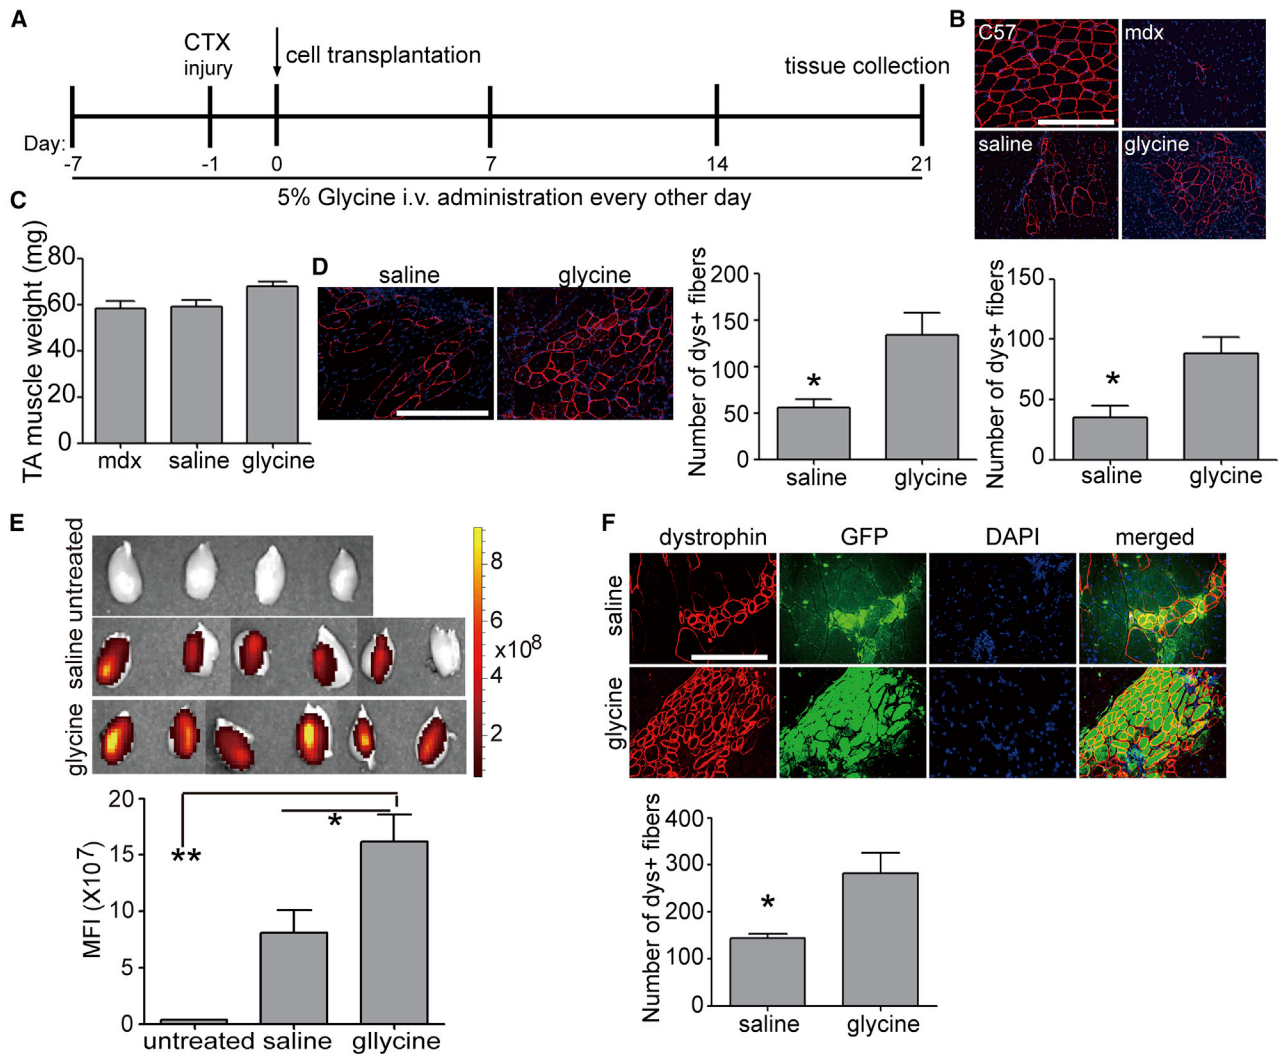 A
CTX
injury
cell transplantation
tissue collection
Day:
-7 -1 0 7 14 21
5% Glycine i.v. administration every other day
B
C57 mdx
saline glycine
C
TA muscle weight (mg)
80
60
40
20
0
mdx saline glycine
D
saline glycine
Number of dys+ fibers
200
150
100
50
0
*
saline glycine
Number of dys+ fibers
150
100
50
0
*
saline glycine
E
untreated
saline
glycine
8
6
x108
4
2
MFI (X107)
20
15
10
5
0
**
*
untreated saline gllycine
F
dystrophin GFP DAPI merged
saline
glycine
Number of dys+ fibers
400
300
200
100
0
*
saline glycine